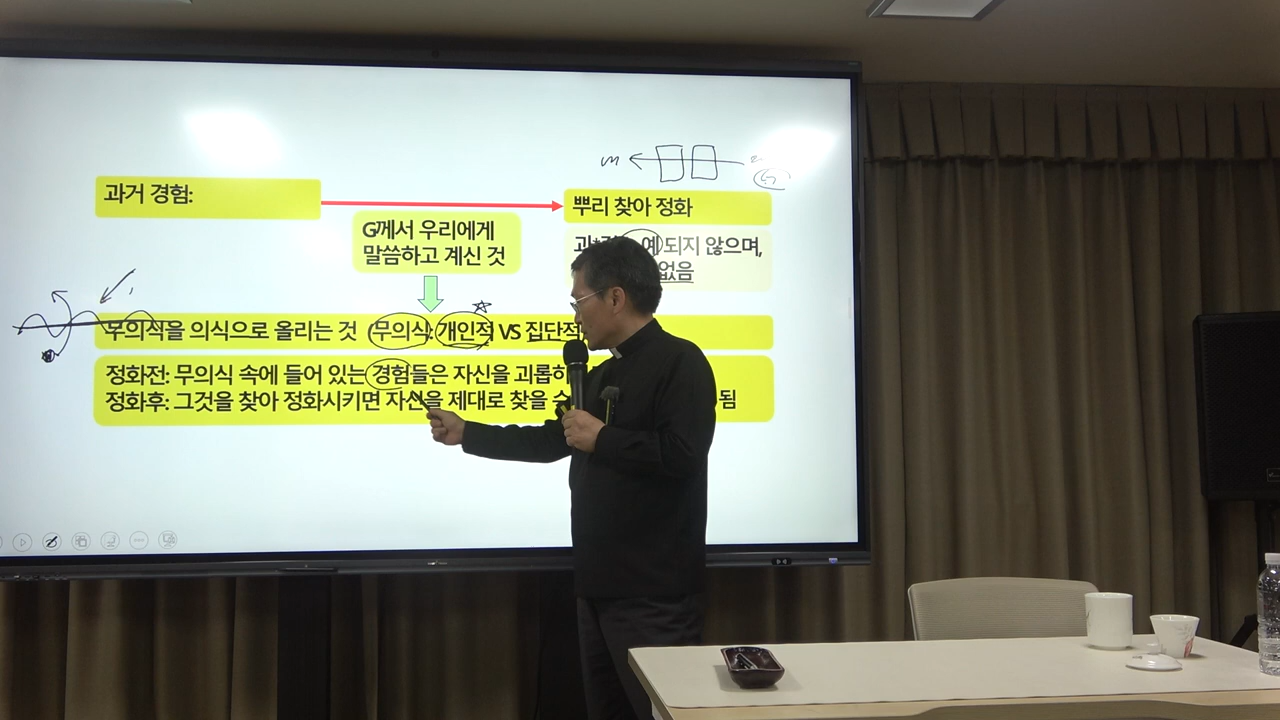 과거 경험:
뿌리 찾아 정화
G께서 우리에게
말씀하고 계신 것
예 되지 않으며,
없음
무의식을 의식으로 올리는 것 무의식: 개인적 VS 집단적
정화전: 무의식 속에 들어 있는 경험들은 자신을 괴롭히
정화후: 그것을 찾아 정화시키면 자신을 제대로 찾을 수 됨